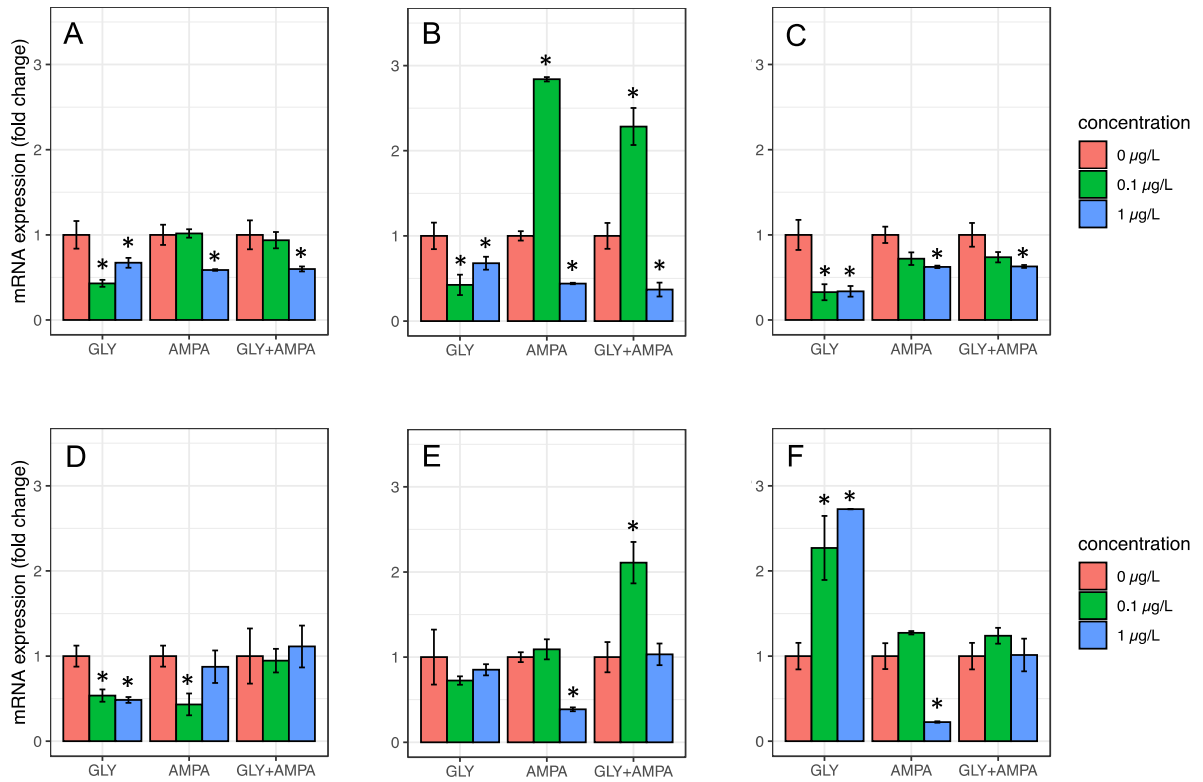 A
B
C
mRNA expression (fold change)
3
2
1
0
GLY
AMPA
GLY+AMPA
* * * *
3
2
1
0
GLY
AMPA
GLY+AMPA
* * * * * *
3
2
1
0
GLY
AMPA
GLY+AMPA
* * * *
concentration
0 µg/L
0.1 µg/L
1 µg/L
D
E
F
mRNA expression (fold change)
3
2
1
0
GLY
AMPA
GLY+AMPA
* * *
3
2
1
0
GLY
AMPA
GLY+AMPA
* *
3
2
1
0
GLY
AMPA
GLY+AMPA
* * *
concentration
0 µg/L
0.1 µg/L
1 µg/L